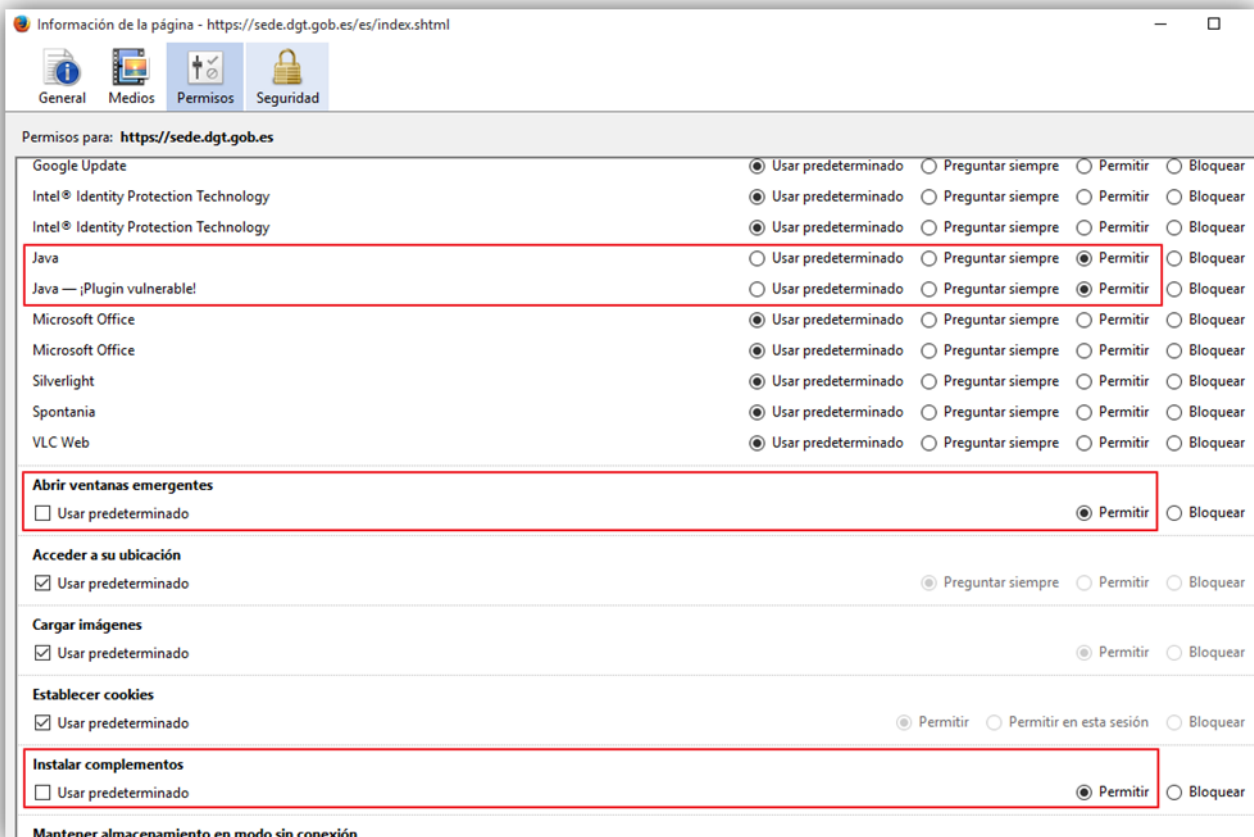 Información de la página - https://sede.dgt.gob.es/es/index.shtml
General Medios Permisos Seguridad
Permisos para: https://sede.dgt.gob.es
Google Update Usar predeterminado Preguntar siempre Permitir Bloquear
Intel® Identity Protection Technology Usar predeterminado Preguntar siempre Permitir Bloquear
Intel® Identity Protection Technology Usar predeterminado Preguntar siempre Permitir Bloquear
Java Usar predeterminado Preguntar siempre Permitir Bloquear
Java — ¡Plugin vulnerable! Usar predeterminado Preguntar siempre Permitir Bloquear
Microsoft Office Usar predeterminado Preguntar siempre Permitir Bloquear
Microsoft Office Usar predeterminado Preguntar siempre Permitir Bloquear
Silverlight Usar predeterminado Preguntar siempre Permitir Bloquear
Spontania Usar predeterminado Preguntar siempre Permitir Bloquear
VLC Web Usar predeterminado Preguntar siempre Permitir Bloquear
Abrir ventanas emergentes
Usar predeterminado Permitir Bloquear
Acceder a su ubicación
Usar predeterminado Preguntar siempre Permitir Bloquear
Cargar imágenes
Usar predeterminado Permitir Bloquear
Establecer cookies
Usar predeterminado Permitir Permitir en esta sesión Bloquear
Instalar complementos
Usar predeterminado Permitir Bloquear
Mantener almacenamiento en modo sin conexión